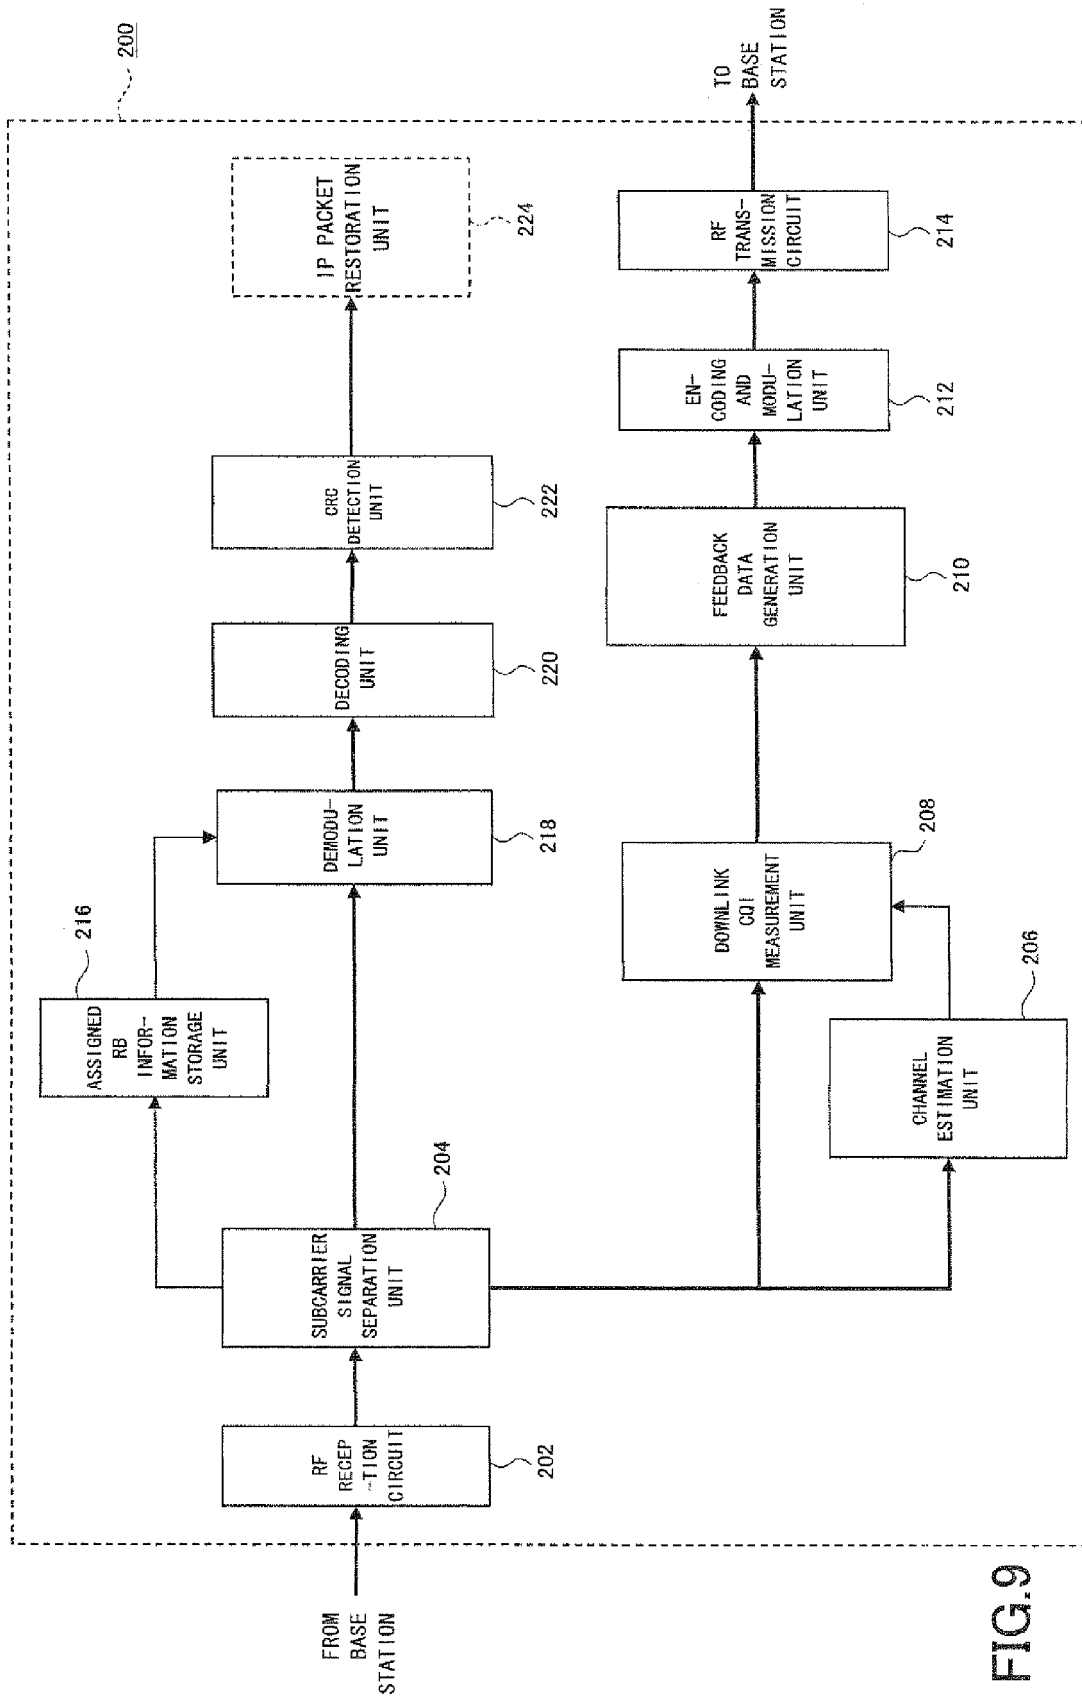 200
FROM
BASE
STATION
RF
RECEP
-TION
CIRCUIT
202
SUBCARRIER
SIGNAL
SEPARATION
UNIT
204
ASSIGNED
RB
INFOR-
MATION
STORAGE
UNIT
216
DEMODU-
LATION
UNIT
218
DECODING
UNIT
220
CRC
DETECTION
UNIT
222
IP PACKET
RESTORATION
UNIT
224
CHANNEL
ESTIMATION
UNIT
206
DOWNLINK
CQI
MEASUREMENT
UNIT
208
FEEDBACK
DATA
GENERATION
UNIT
210
EN-
CODING
AND
MODU-
LATION
UNIT
212
RF
TRANS-
MISSION
CIRCUIT
214
TO
BASE
STATION
FIG.9